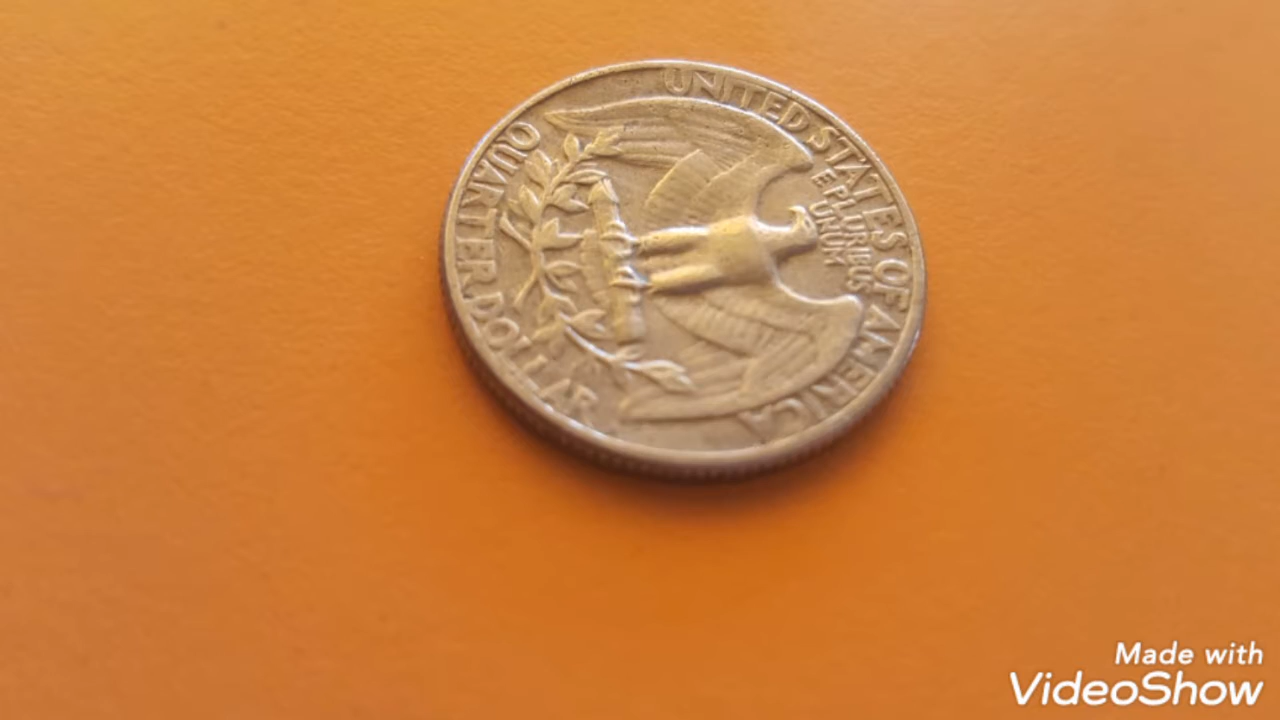 UNITED STATES OF AMERICA
E PLURIBUS
UNUM
QUARTER DOLLAR
Made with
VideoShow